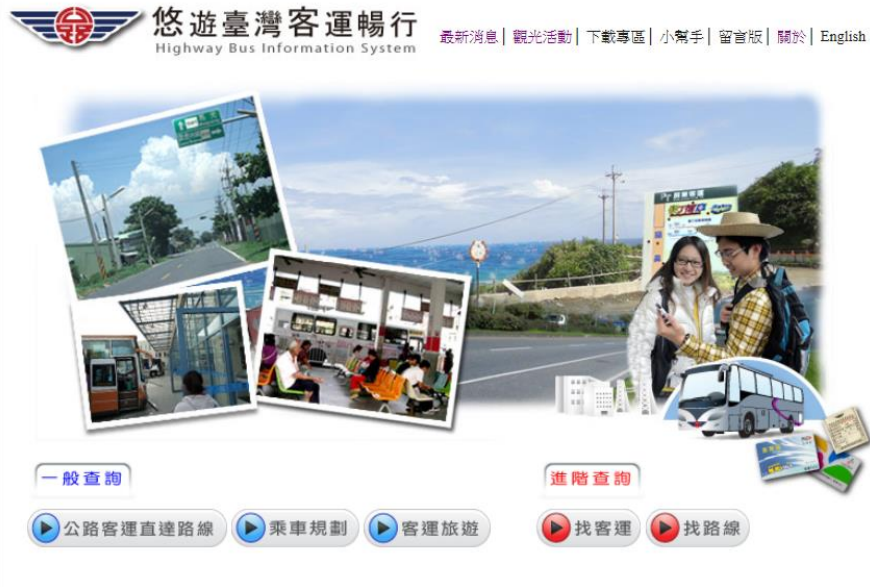 悠遊臺灣客運暢行
Highway Bus Information System
最新消息| 觀光活動| 下載專區| 小幫手| 留言版| 關於| English
一般查詢
進階查詢
公路客運直達路線
乘車規劃
客運旅遊
找客運
找路線